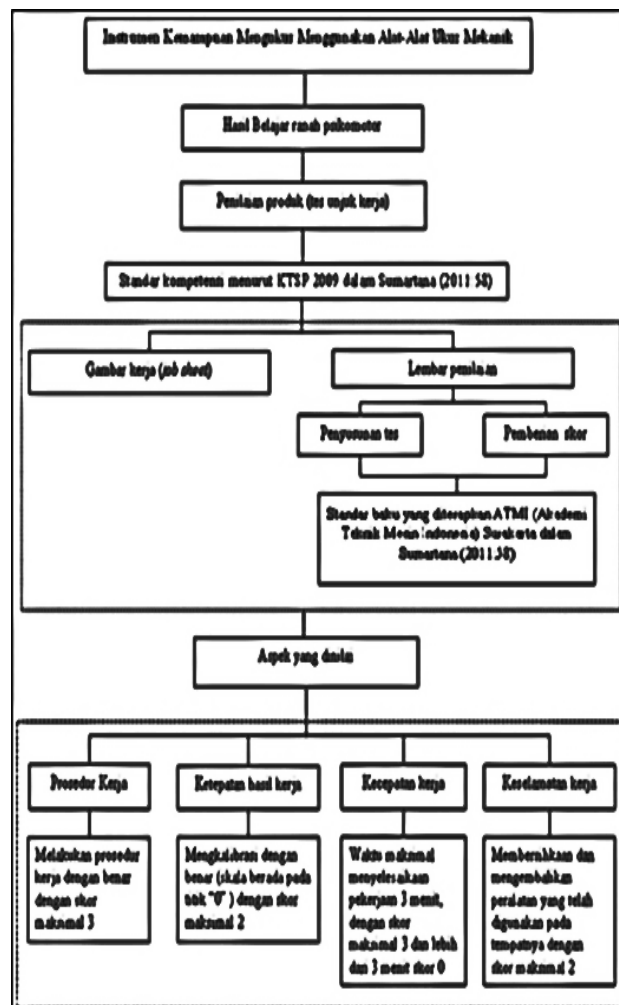 Instrumen Kemampuan Mengukur Menggunakan Alat-Alat Ukur Mekanik
Hasil Belajar ranah psikomotor
Penilaian produk (tes unjuk kerja)
Standar kompetensi menurut KTSP 2009 dalam Sumartana (2011:58)
Gambar kerja (job sheet)
Lembar penilaian
Penyusunan tes
Pemberian skor
Standar baku yang diterapkan ATMI (Akademi
Teknik Mesin Indonesia) Surakarta dalam
Sumartana (2011:58)
Aspek yang dinilai
Prosedur Kerja
Ketepatan hasil kerja
Kecepatan kerja
Keselamatan kerja
Melakukan prosedur
kerja dengan benar
dengan skor
maksimal 3
Mengkalibrasi dengan
benar (skala berada pada
titik "0" ) dengan skor
maksimal 2
Waktu maksimal
menyelesaikan
pekerjaan 3 menit,
dengan skor
maksimal 3 dan lebih
dari 3 menit skor 0
Membersihkan dan
mengembalikan
peralatan yang telah
digunakan pada
tempatnya dengan
skor maksimal 2